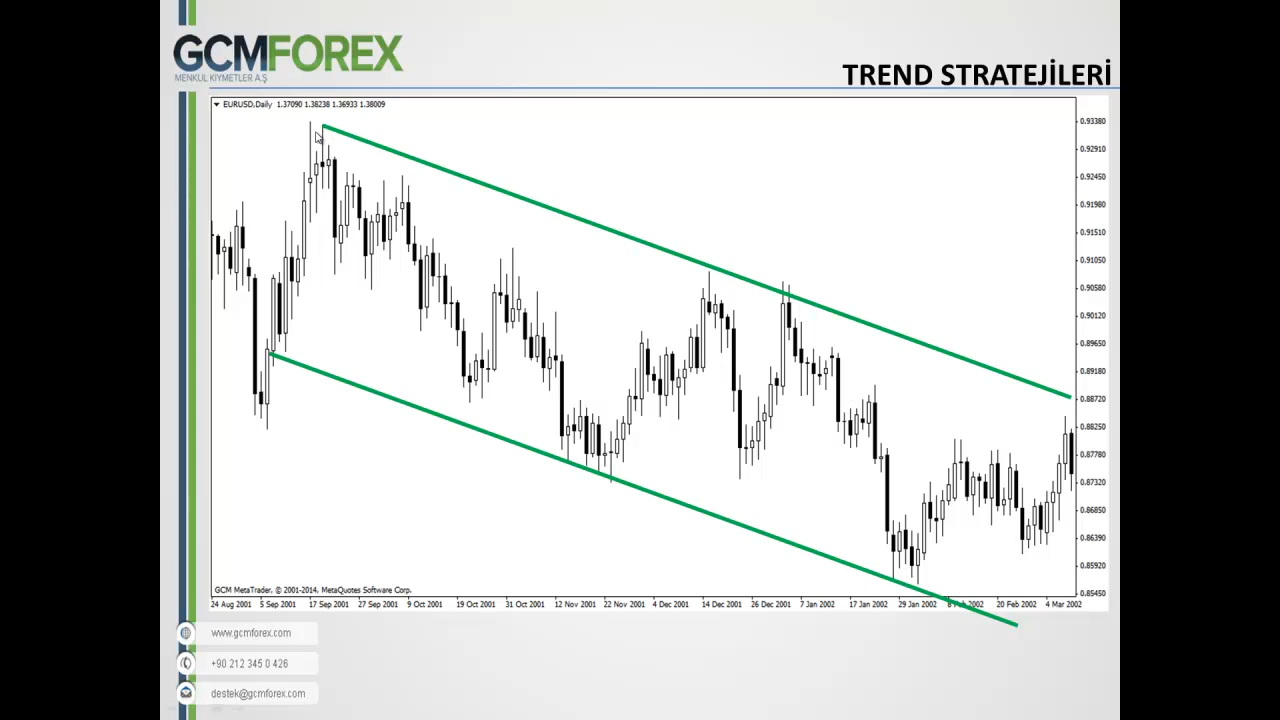 GCMFOREX
MENKUL KIYMETLER A.Ş
TREND STRATEJİLERİ
EURUSD,Daily 1.37090 1.38238 1.36933 1.38009
0.93380
0.92910
0.92450
0.91980
0.91510
0.91050
0.90580
0.90120
0.89650
0.89180
0.88720
0.88250
0.87780
0.87320
0.86850
0.86390
0.85920
0.85450
GCM MetaTrader, © 2001-2014, MetaQuotes Software Corp.
24 Aug 2001 5 Sep 2001 17 Sep 2001 27 Sep 2001 9 Oct 2001 19 Oct 2001 31 Oct 2001 12 Nov 2001 22 Nov 2001 4 Dec 2001 14 Dec 2001 26 Dec 2001 7 Jan 2002 17 Jan 2002 29 Jan 2002 8 Feb 2002 20 Feb 2002 4 Mar 2002
www.gcmforex.com
+90 212 345 0 426
destek@gcmforex.com